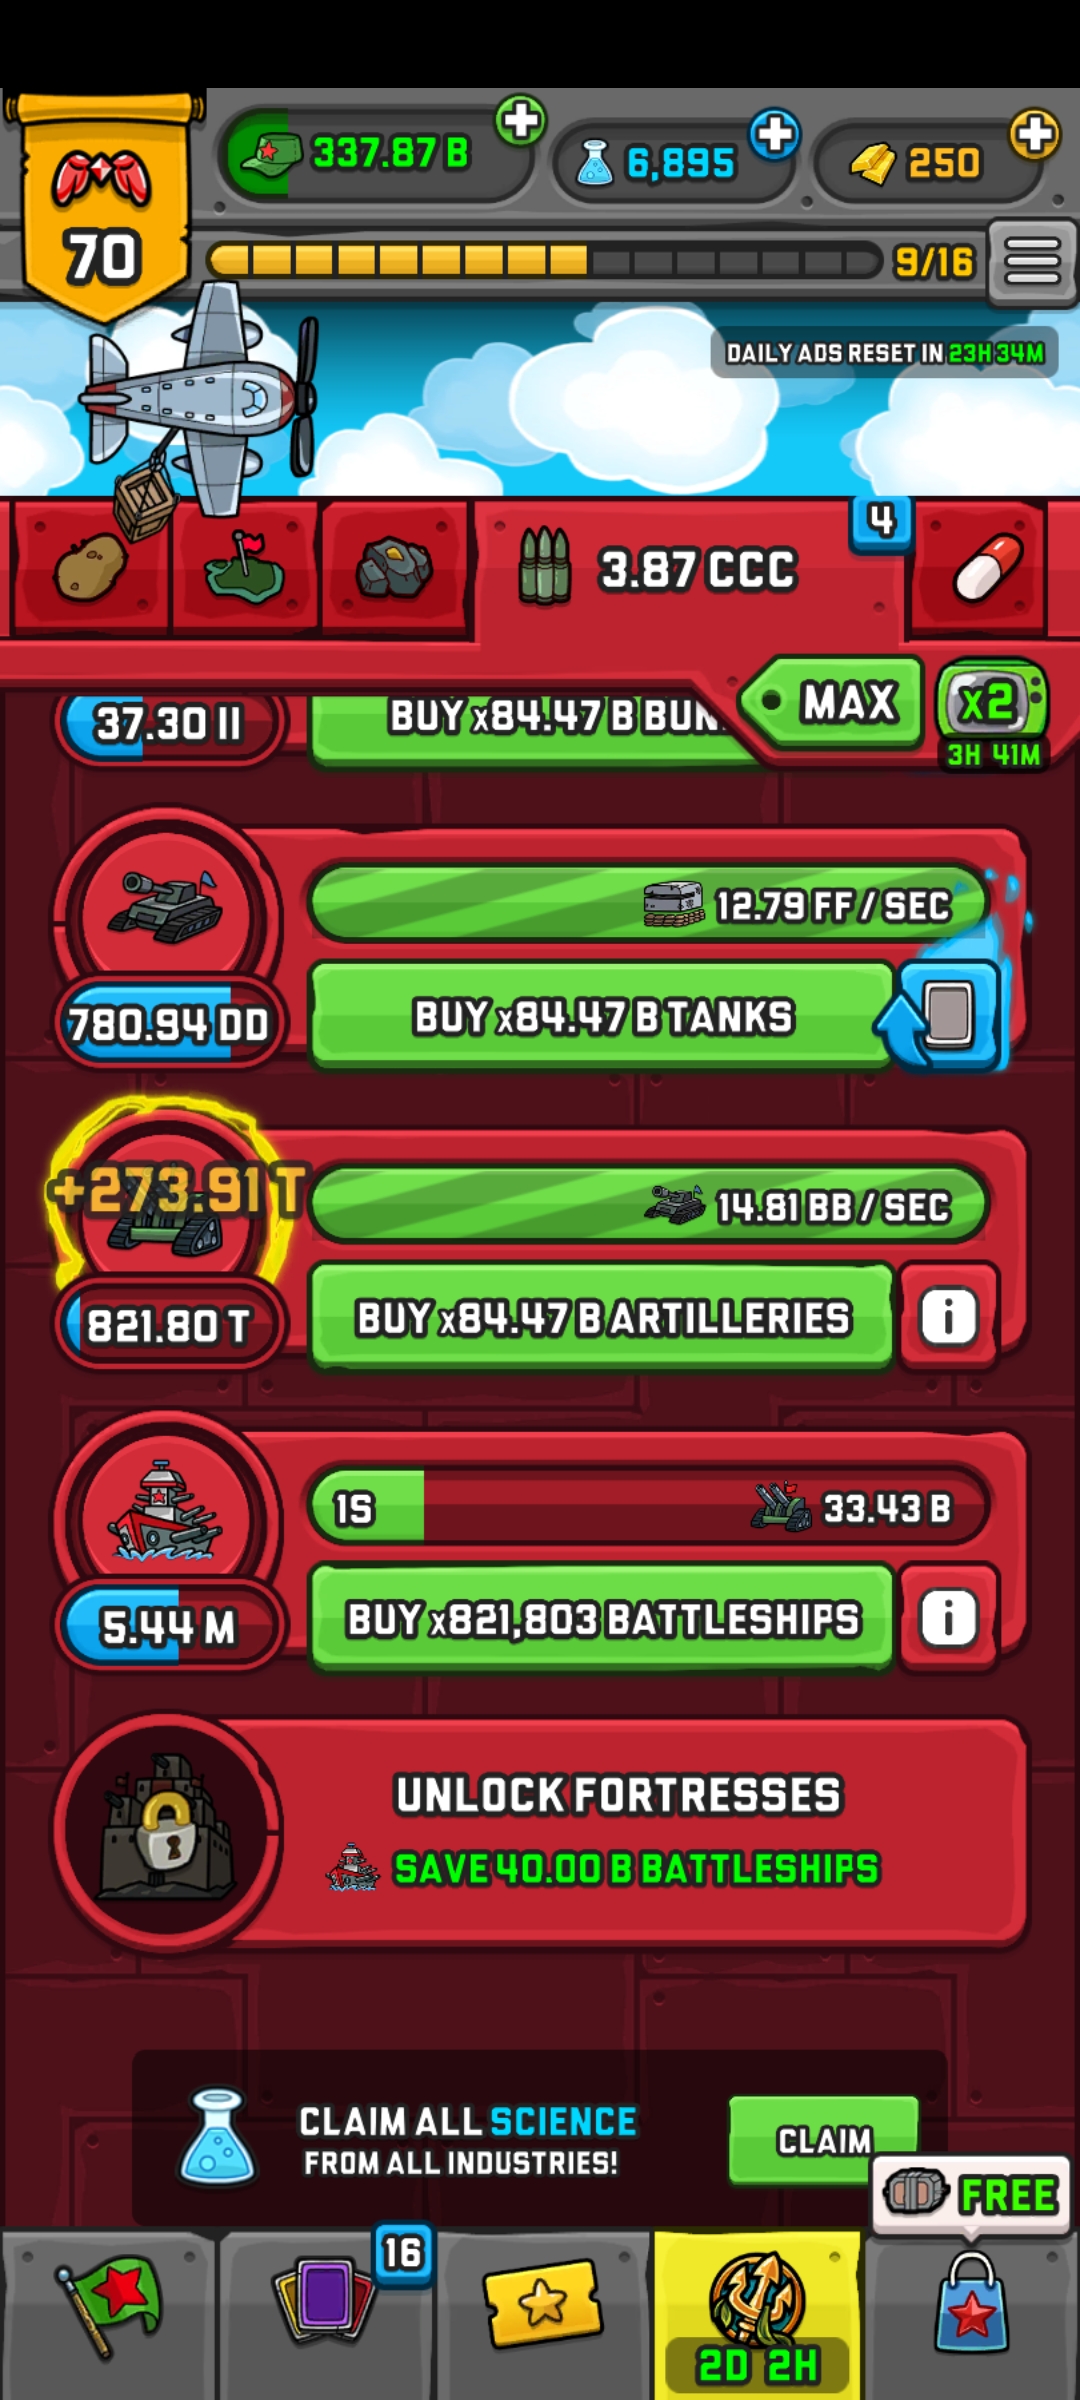 337.87 B
6,895
250
70
9/16
DAILY ADS RESET IN 23H 34M
4
3.87 CCC
MAX
x2
3H 41M
37.30 II
BUY x84.47 B BUN
12.79 FF / SEC
780.94 DD
BUY x84.47 B TANKS
+273.91 T
14.81 BB / SEC
821.80 T
BUY x84.47 B ARTILLERIES
i
1S
33.43 B
5.44 M
BUY x821,803 BATTLESHIPS
i
UNLOCK FORTRESSES
SAVE 40.00 B BATTLESHIPS
CLAIM ALL SCIENCE
FROM ALL INDUSTRIES!
CLAIM
FREE
16
2D 2H